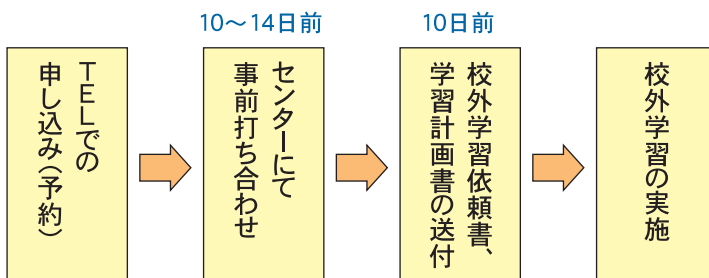 TELでの
申し込み(予約)
10〜14日前
センターにて
事前打ち合わせ
10日前
校外学習依頼書、
学習計画書の送付
校外学習の実施